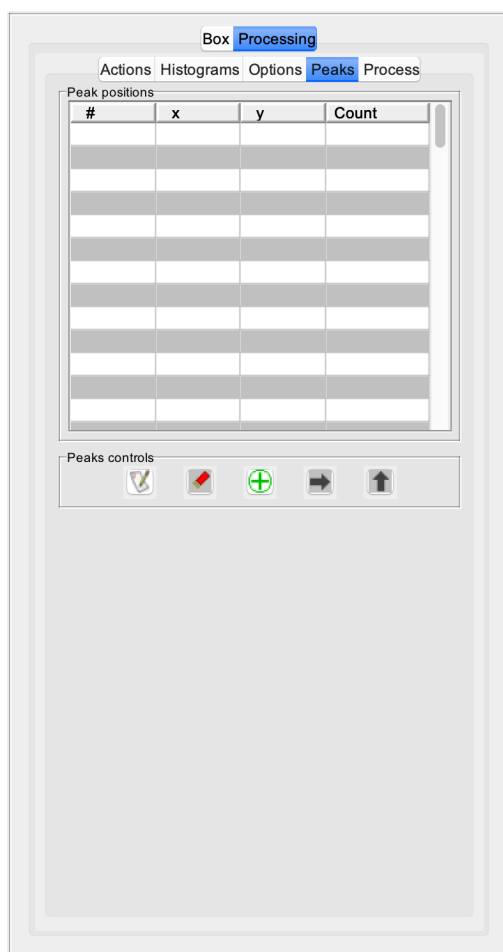 Box Processing
Actions Histograms Options Peaks Process
Peak positions
# x y Count
Peaks controls